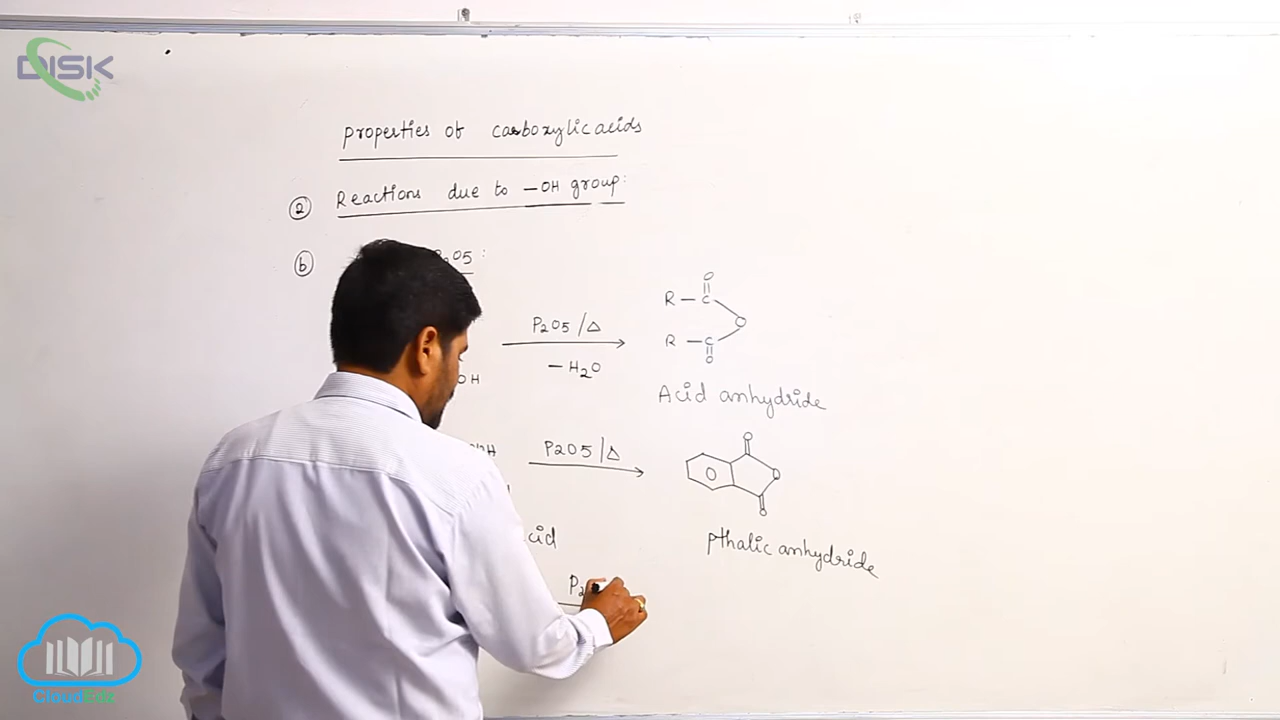 DISK
properties of carboxylic acids
② Reactions due to —OH group:
ⓑ P₂O5 :
O
R — C
P₂O5 /△
O
— H₂O
R — C
O
OH
Acid anhydride
P₂O5 /△
O
O
O
O
cid
pthalic anhydride
P₂
CloudEdz